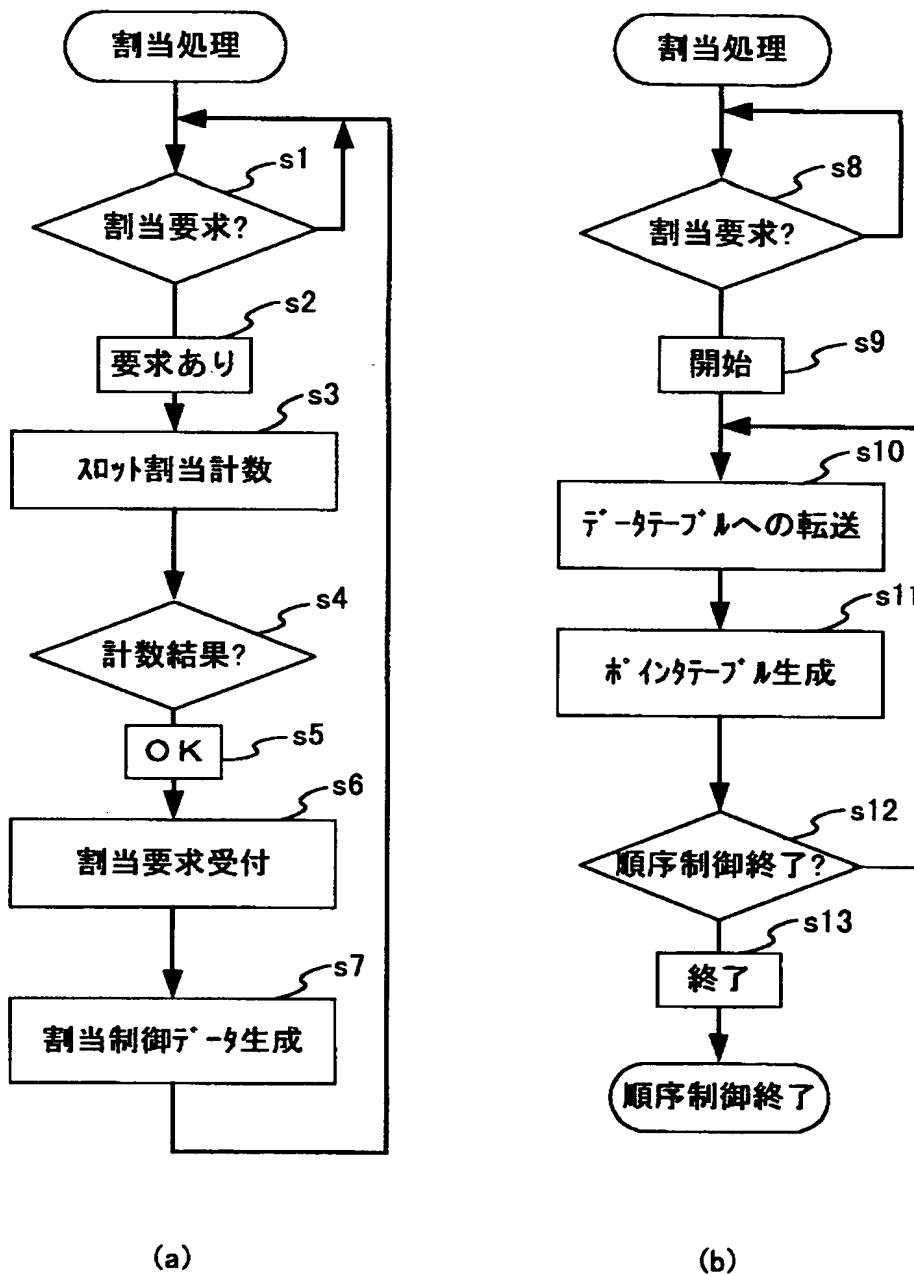 割当処理
s1
割当要求?
s2
要求あり
s3
ｽﾛｯﾄ割当計数
s4
計数結果?
OK
s5
s6
割当要求受付
s7
割当制御ﾃﾞｰﾀ生成
(a)
割当処理
s8
割当要求?
開始
s9
s10
ﾃﾞｰﾀﾃｰﾌﾞﾙへの転送
s11
ﾎﾟｲﾝﾀﾃｰﾌﾞﾙ生成
s12
順序制御終了?
s13
終了
順序制御終了
(b)